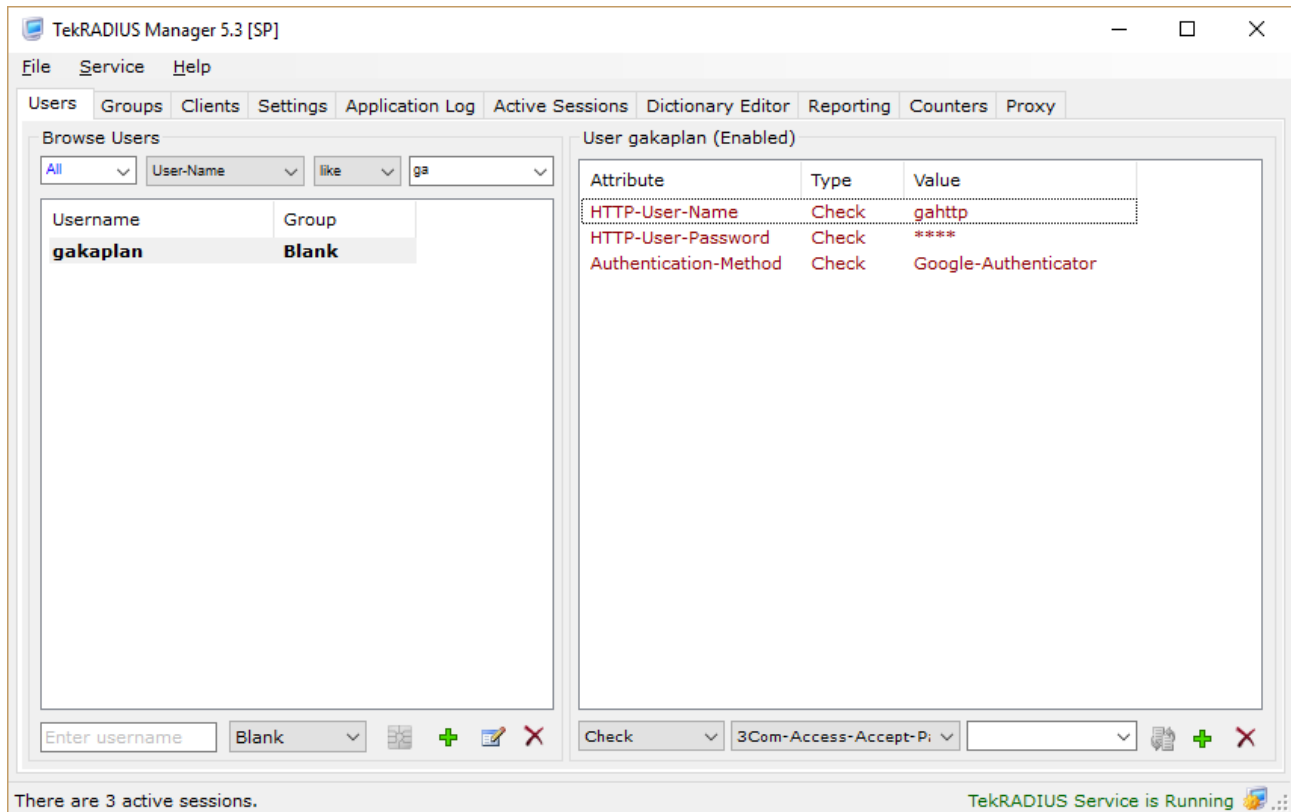 TekRADIUS Manager 5.3 [SP]
File Service Help
Users Groups Clients Settings Application Log Active Sessions Dictionary Editor Reporting Counters Proxy
Browse Users
All User-Name like ga
Username Group
gakaplan Blank
Enter username Blank
User gakaplan (Enabled)
Attribute Type Value
HTTP-User-Name Check gahttp
HTTP-User-Password Check ****
Authentication-Method Check Google-Authenticator
Check 3Com-Access-Accept-Pa
There are 3 active sessions. TekRADIUS Service is Running